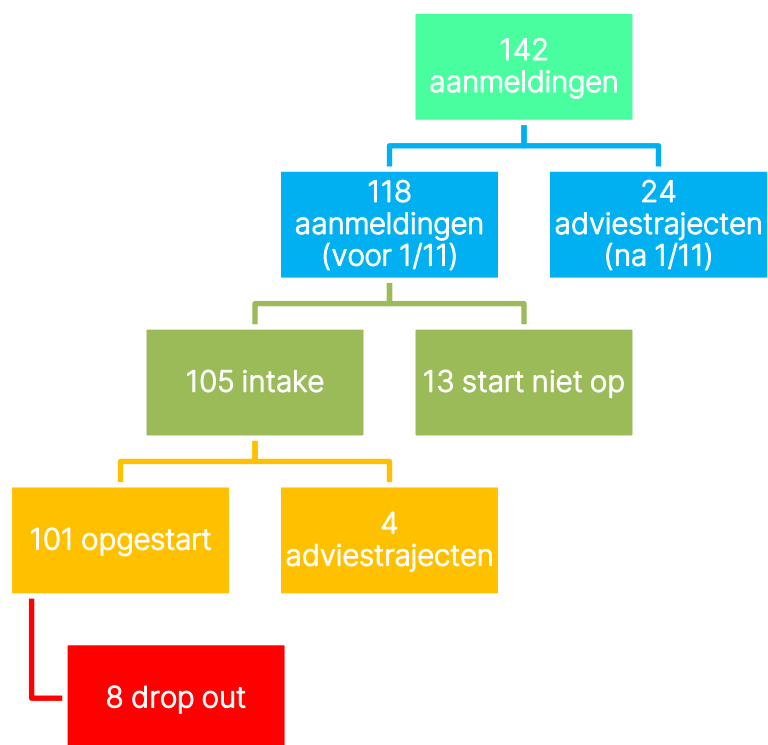 142
aanmeldingen
118
aanmeldingen
(voor 1/11)
24
adviestrajecten
(na 1/11)
105 intake
13 start niet op
101 opgestart
4
adviestrajecten
8 drop out